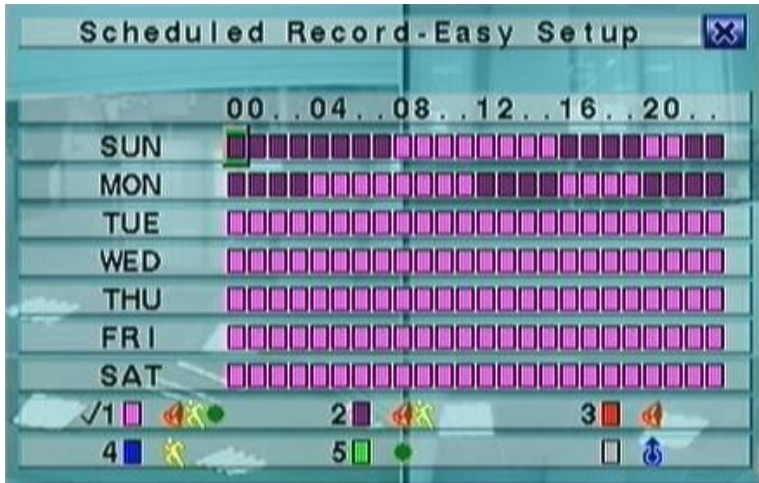 Scheduled Record-Easy Setup
00..04...08...12...16...20..
SUN
MON
TUE
WED
THU
FRI
SAT
√1 2 3
4 5